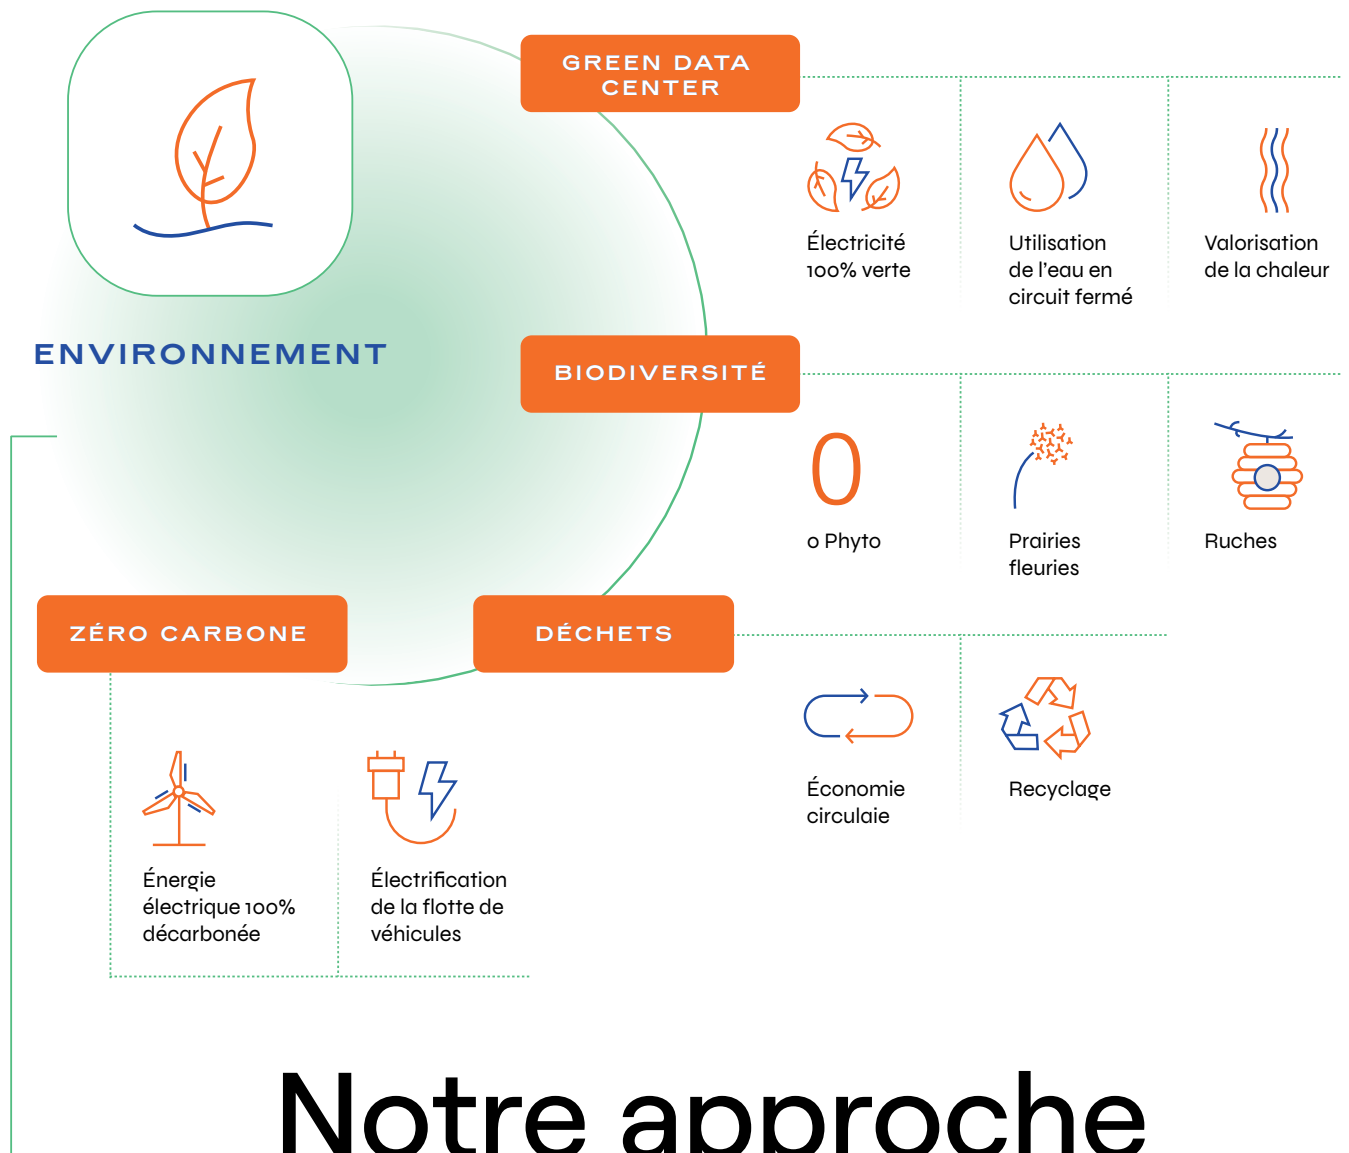 GREEN DATA
CENTER
Électricité
100% verte
Utilisation
de l’eau en
circuit fermé
Valorisation
de la chaleur
ENVIRONNEMENT
BIODIVERSITÉ
0
0 Phyto
Prairies
fleuries
Ruches
ZÉRO CARBONE
DÉCHETS
Économie
circulaie
Recyclage
Énergie
électrique 100%
décarbonée
Électrification
de la flotte de
véhicules
Notre approche